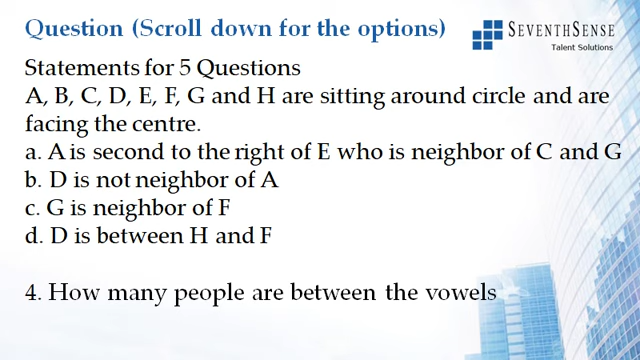 Question (Scroll down for the options)
SEVENTHSENSE
Talent Solutions
Statements for 5 Questions
A, B, C, D, E, F, G and H are sitting around circle and are
facing the centre.
a. A is second to the right of E who is neighbor of C and G
b. D is not neighbor of A
c. G is neighbor of F
d. D is between H and F
4. How many people are between the vowels